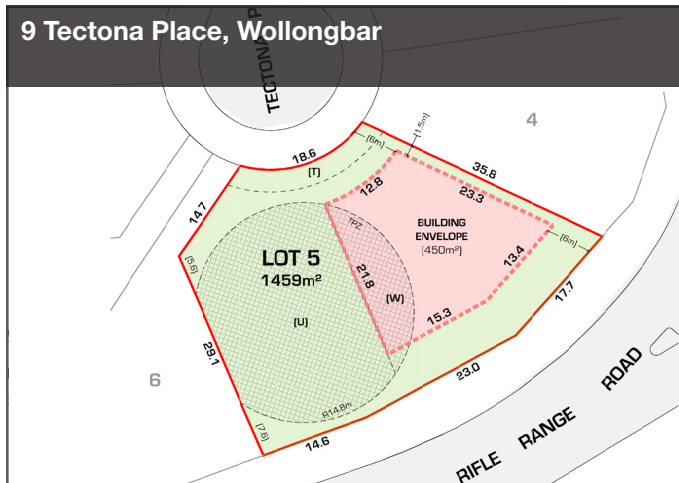 9 Tectona Place, Wollongbar
TECTONA P
4
(1.5m)
(6m)
18.6
(T)
35.8
12.8
23.3
14.7
TPZ
BUILDING
ENVELOPE
(450m²)
(6m)
LOT 5
1459m²
(5.6)
13.4
21.8
(W)
17.7
(U)
15.3
29.1
6
23.0
R14.8m
(7.6)
14.6
RIFLE RANGE ROAD